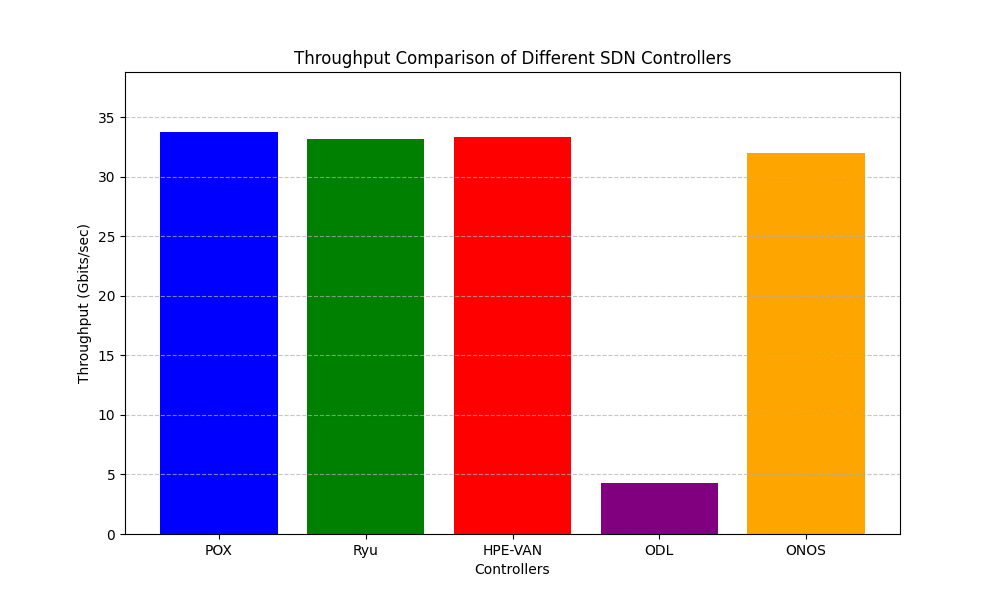 Throughput Comparison of Different SDN Controllers
Throughput (Gbits/sec)
35
30
25
20
15
10
5
0
POX Ryu HPE-VAN ODL ONOS
Controllers